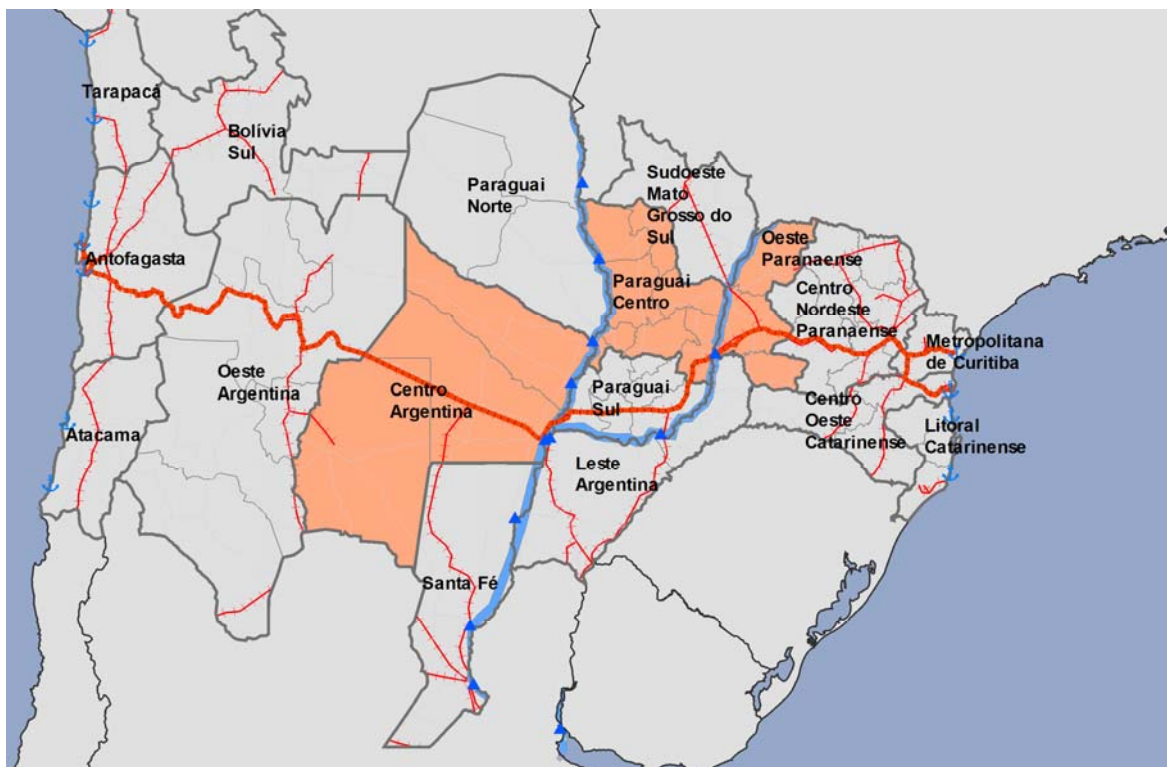 Tarapacá
Bolívia
Sul
Paraguai
Norte
Sudoeste
Mato
Grosso do
Sul
Oeste
Paranaense
Antofagasta
Paraguai
Centro
Centro
Nordeste
Paranaense
Metropolitana
de Curitiba
Oeste
Argentina
Centro
Argentina
Paraguai
Sul
Centro
Oeste
Catarinense
Litoral
Catarinense
Atacama
Leste
Argentina
Santa Fé